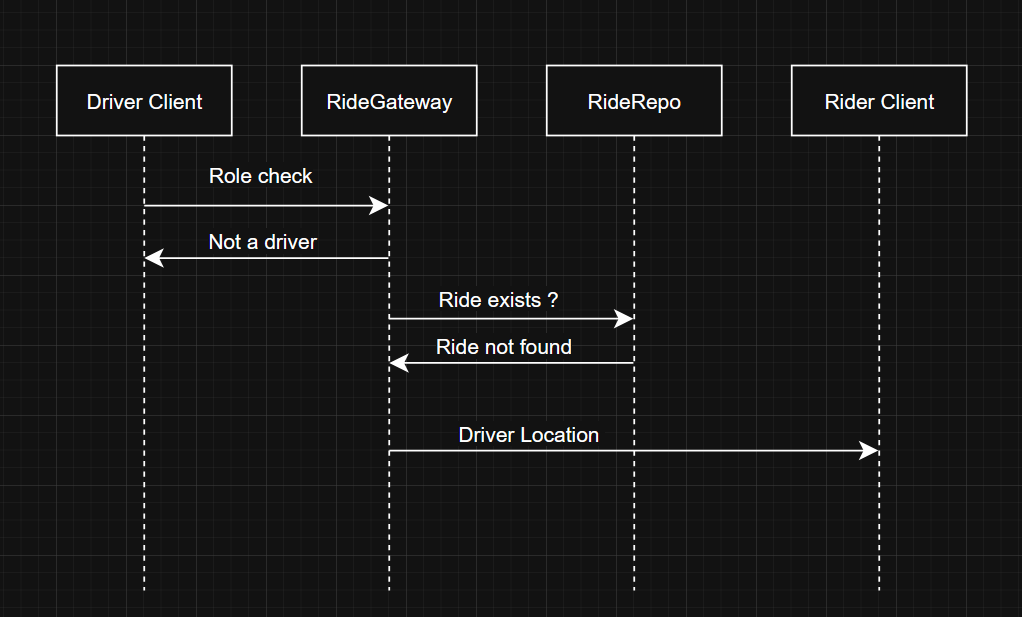 Driver Client
RideGateway
RideRepo
Rider Client
Role check
Not a driver
Ride exists ?
Ride not found
Driver Location